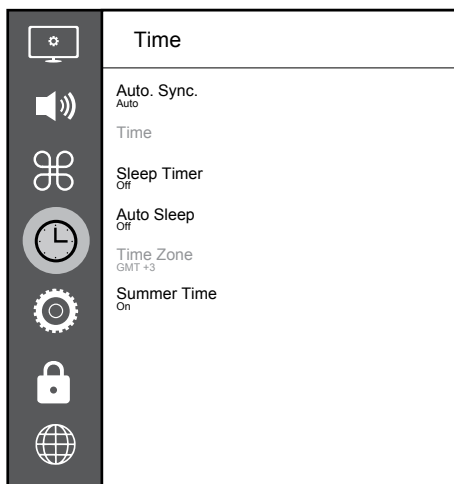 Time
Auto. Sync.
Auto
Time
Sleep Timer
Off
Auto Sleep
Off
Time Zone
GMT +3
Summer Time
On